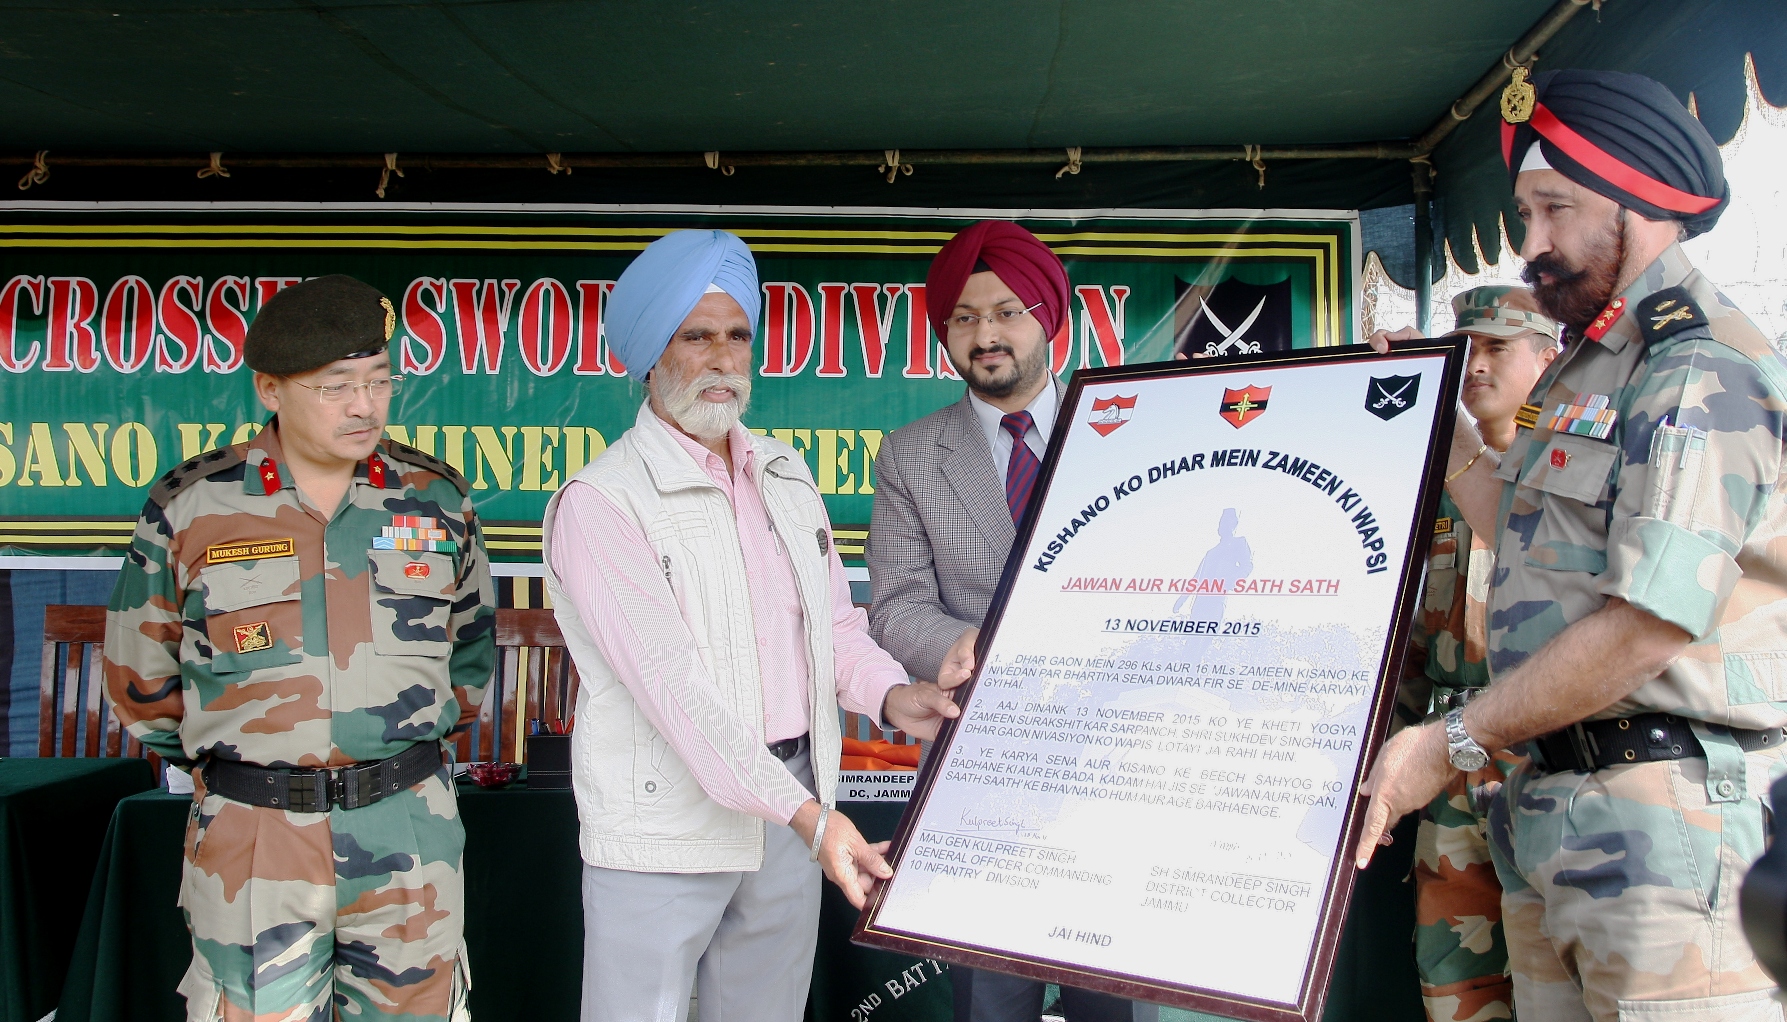 CROSSED SWORDS DIVISION
MINED
MUKESH GURUNG
SIMRANDEEP
DC, JAMMU
2ND
KISHANO KO DHAR MEIN ZAMEEN KI WAPSI
JAWAN AUR KISAN, SATH SATH
13 NOVEMBER 2015
1. DHAR GAON MEIN 296 KLs AUR 16 MLs ZAMEEN KISANO KE
NIVEDAN PAR BHARTIYA SENA DWARA FIR SE DE-MINE KARVAYI
GYI HAI.
2. AAJ DINANK 13 NOVEMBER 2015 KO YE KHETI YOGYA
ZAMEEN SURAKSHIT KAR SARPANCH, SHRI SUKHDEV SINGH AUR
DHAR GAON NIVASIYON KO WAPIS LOTAYI JA RAHI HAIN.
3. YE KARYA SENA AUR KISANO KE BEECH SAHYOG KO
BADHANE KI AUR EK BADA KADAM HAI JIS SE "JAWAN AUR KISAN,
SAATH SAATH" KE BHAVNA KO HUM AUR AGE BARHAENGE.
Kulpreet Singh
MAJ GEN KULPREET SINGH
GENERAL OFFICER COMMANDING
10 INFANTRY DIVISION
SH SIMRANDEEP SINGH
DISTRICT COLLECTOR
JAMMU
JAI HIND